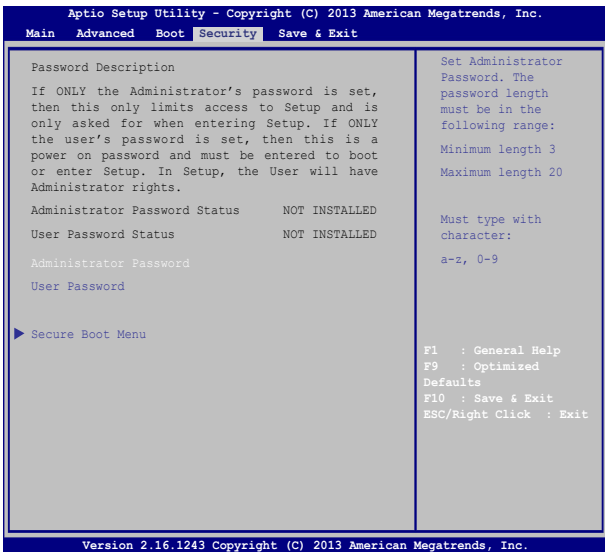 Aptio Setup Utility - Copyright (C) 2013 American Megatrends, Inc.
Main Advanced Boot Security Save & Exit
Password Description
If ONLY the Administrator's password is set,
then this only limits access to Setup and is
only asked for when entering Setup. If ONLY
the user's password is set, then this is a
power on password and must be entered to boot
or enter Setup. In Setup, the User will have
Administrator rights.
Administrator Password Status NOT INSTALLED
User Password Status NOT INSTALLED
Administrator Password
User Password
Secure Boot Menu
Set Administrator
Password. The
password length
must be in the
following range:
Minimum length 3
Maximum length 20
Must type with
character:
a-z, 0-9
F1 : General Help
F9 : Optimized
Defaults
F10 : Save & Exit
ESC/Right Click : Exit
Version 2.16.1243 Copyright (C) 2013 American Megatrends, Inc.